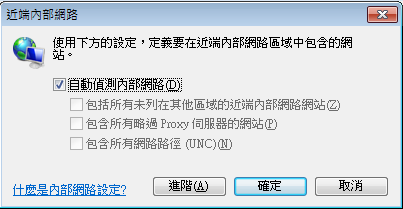 近端內部網路
使用下方的設定，定義要在近端內部網路區域中包含的網
站。
自動偵測內部網路(D)
包括所有未列在其他區域的近端內部網路網站(Z)
包含所有略過 Proxy 伺服器的網站(P)
包含所有網路路徑 (UNC)(N)
什麼是內部網路設定?
進階(A)
確定
取消